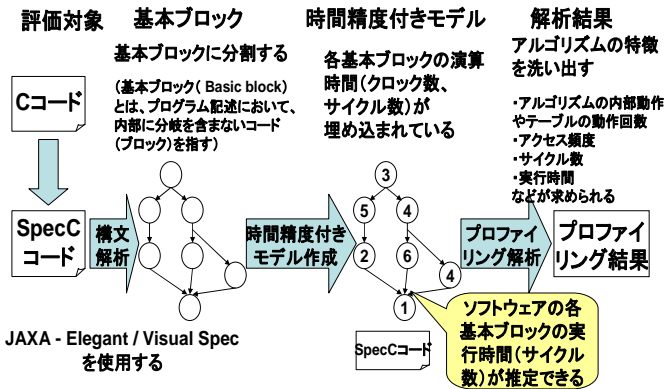 評価対象
基本ブロック
時間精度付きモデル
解析結果
基本ブロックに分割する
(基本ブロック( Basic block)
とは、プログラム記述において、
内部に分岐を含まないコード
(ブロック)を指す)
各基本ブロックの演算
時間(クロック数、
サイクル数)が
埋め込まれている
アルゴリズムの特徴
を洗い出す
・アルゴリズムの内部動作
やテーブルの動作回数
・アクセス頻度
・サイクル数
・実行時間
などが求められる
Cコード
SpecC
コード
構文
解析
時間精度付き
モデル作成
3
5
4
2
6
4
1
プロファイ
リング解析
プロファイ
リング結果
JAXA - Elegant / Visual Spec
を使用する
SpecCコード
ソフトウェアの各
基本ブロックの実
行時間(サイクル
数)が推定できる